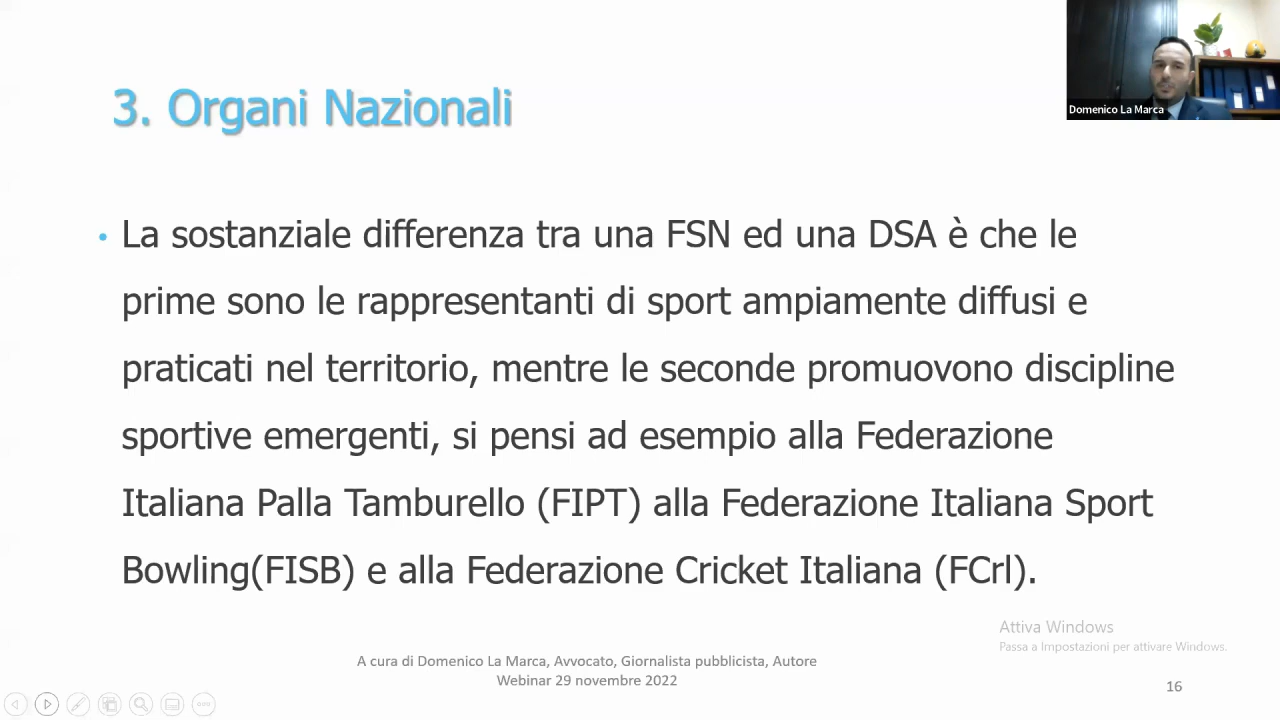 3. Organi Nazionali
Domenico La Marca
• La sostanziale differenza tra una FSN ed una DSA è che le
prime sono le rappresentanti di sport ampiamente diffusi e
praticati nel territorio, mentre le seconde promuovono discipline
sportive emergenti, si pensi ad esempio alla Federazione
Italiana Palla Tamburello (FIPT) alla Federazione Italiana Sport
Bowling(FISB) e alla Federazione Cricket Italiana (FCrl).
Attiva Windows
Passa a Impostazioni per attivare Windows.
A cura di Domenico La Marca, Avvocato, Giornalista pubblicista, Autore
Webinar 29 novembre 2022
16